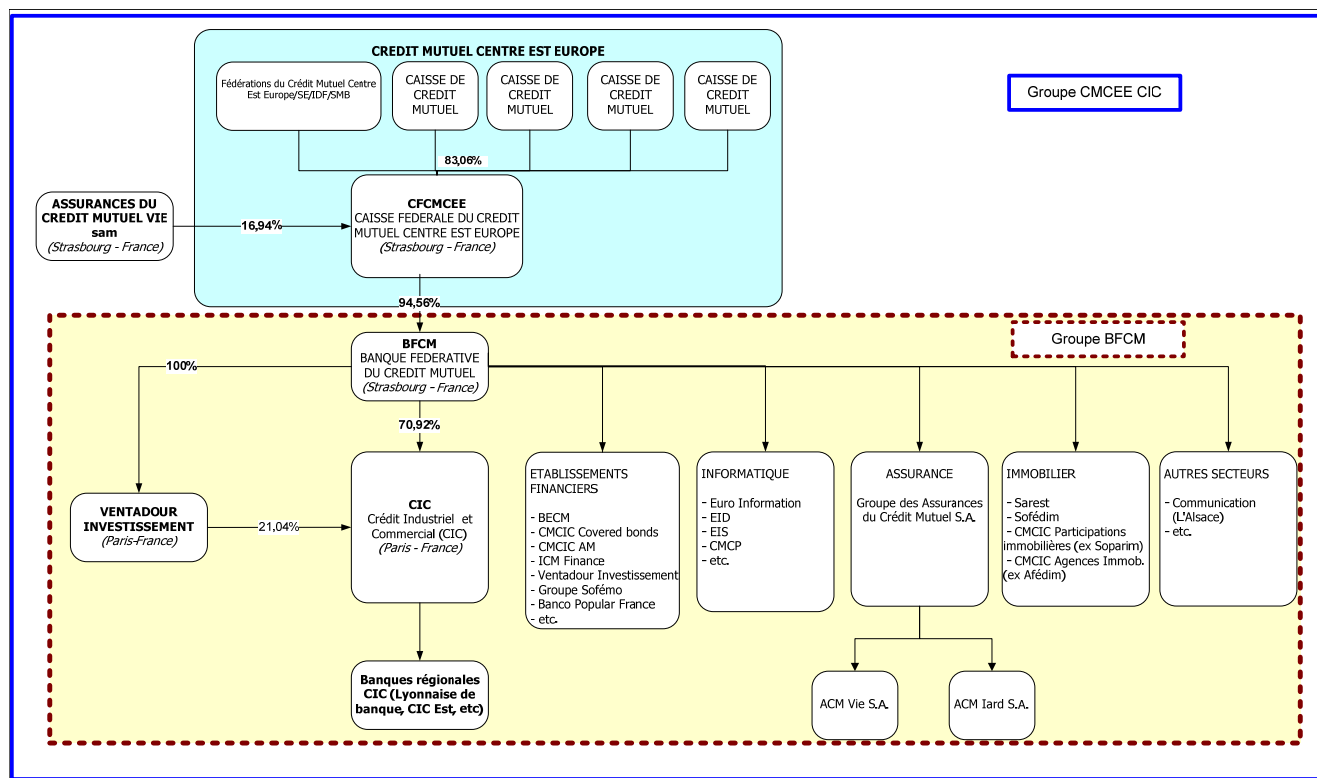 CREDIT MUTUEL CENTRE EST EUROPE
Fédérations du Crédit Mutuel Centre
Est Europe/SE/IDF/SMB
CAISSE DE
CREDIT
MUTUEL
CAISSE DE
CREDIT
MUTUEL
CAISSE DE
CREDIT
MUTUEL
CAISSE DE
CREDIT
MUTUEL
Groupe CMCEE CIC
83,06%
ASSURANCES DU
CREDIT MUTUEL VIE
sam
(Strasbourg - France)
16,94%
CFCMCEE
CAISSE FEDERALE DU CREDIT
MUTUEL CENTRE EST EUROPE
(Strasbourg - France)
94,56%
Groupe BFCM
BFCM
BANQUE FEDERATIVE
DU CREDIT MUTUEL
(Strasbourg - France)
100%
70,92%
VENTADOUR
INVESTISSEMENT
(Paris-France)
21,04%
CIC
Crédit Industriel et
Commercial (CIC)
(Paris - France)
ETABLISSEMENTS
FINANCIERS
- BECM
- CMCIC Covered bonds
- CMCIC AM
- ICM Finance
- Ventadour Investissement
- Groupe Sofémo
- Banco Popular France
- etc.
INFORMATIQUE
- Euro Information
- EID
- EIS
- CMCP
- etc.
ASSURANCE
Groupe des Assurances
du Crédit Mutuel S.A.
IMMOBILIER
- Sarest
- Sofédim
- CMCIC Participations
immobilières (ex Soparim)
- CMCIC Agences Immob.
(ex Afédim)
AUTRES SECTEURS
- Communication
(L'Alsace)
- etc.
Banques régionales
CIC (Lyonnaise de
banque, CIC Est, etc)
ACM Vie S.A.
ACM Iard S.A.